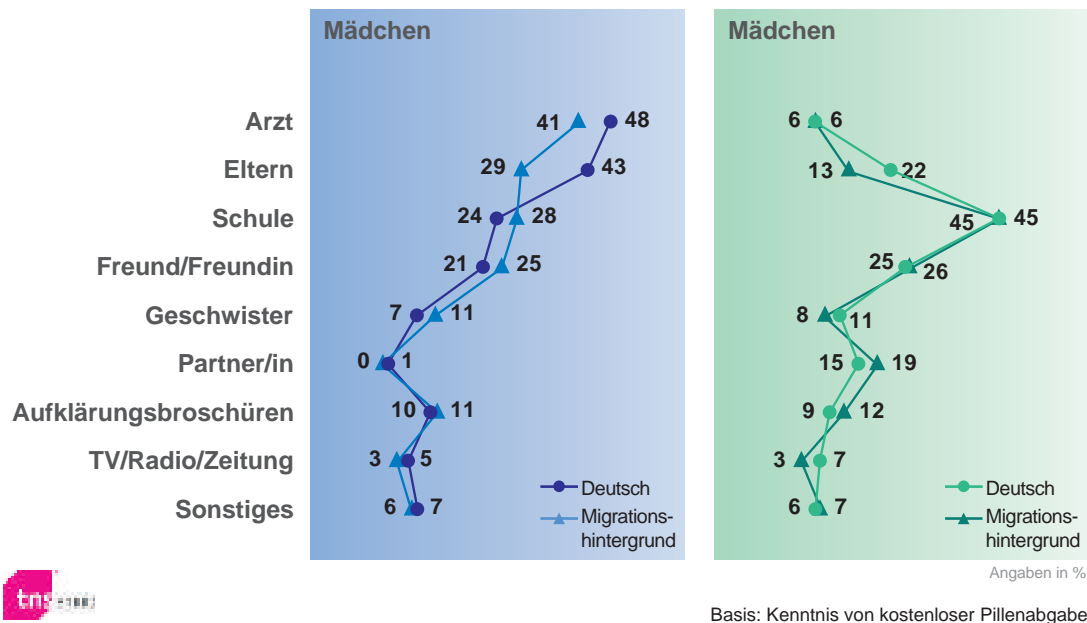 Mädchen Mädchen
Arzt 41 48 6 6
Eltern 29 43 13 22
Schule 24 28 45 45
Freund/Freundin 21 25 25 26
Geschwister 7 11 8 11
Partner/in 0 1 15 19
Aufklärungsbroschüren 10 11 9 12
TV/Radio/Zeitung 3 5 3 7
Sonstiges 6 7 6 7
Deutsch
Migrations-
hintergrund
Deutsch
Migrations-
hintergrund
Angaben in %
tns
Basis: Kenntnis von kostenloser Pillenabgabe